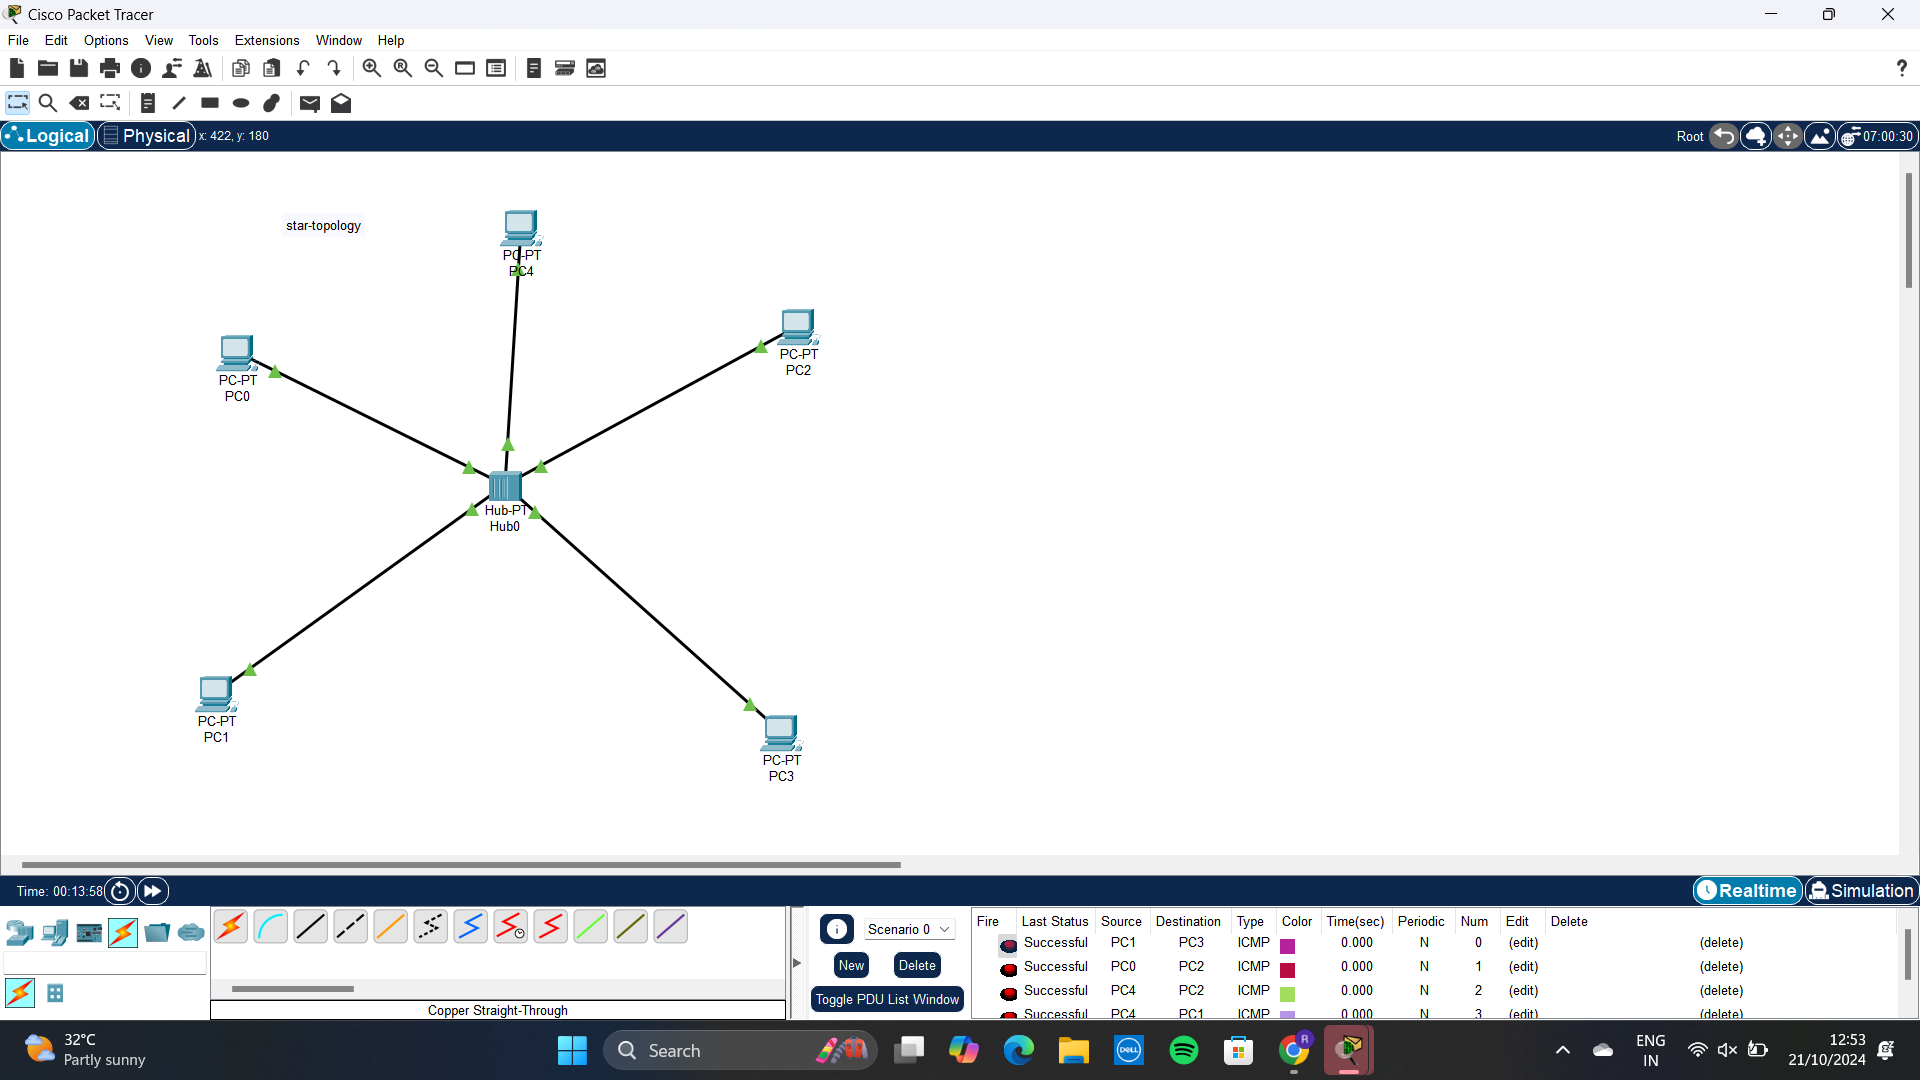 Cisco Packet Tracer
File Edit Options View Tools Extensions Window Help
Logical Physical x: 422, y: 180 Root 07:00:30
star-topology
PC-PT
PC4
PC-PT
PC2
PC-PT
PC0
Hub-PT
Hub0
PC-PT
PC1
PC-PT
PC3
Time: 00:13:58 Realtime Simulation
Scenario 0
New Delete
Toggle PDU List Window
Copper Straight-Through
Fire Last Status Source Destination Type Color Time(sec) Periodic Num Edit Delete
Successful PC1 PC3 ICMP 0.000 N 0 (edit) (delete)
Successful PC0 PC2 ICMP 0.000 N 1 (edit) (delete)
Successful PC4 PC2 ICMP 0.000 N 2 (edit) (delete)
Successful PC4 PC1 ICMP 0.000 N 3 (edit) (delete)
32°C
Partly sunny
Search
DELL
R
ENG
IN
12:53
21/10/2024